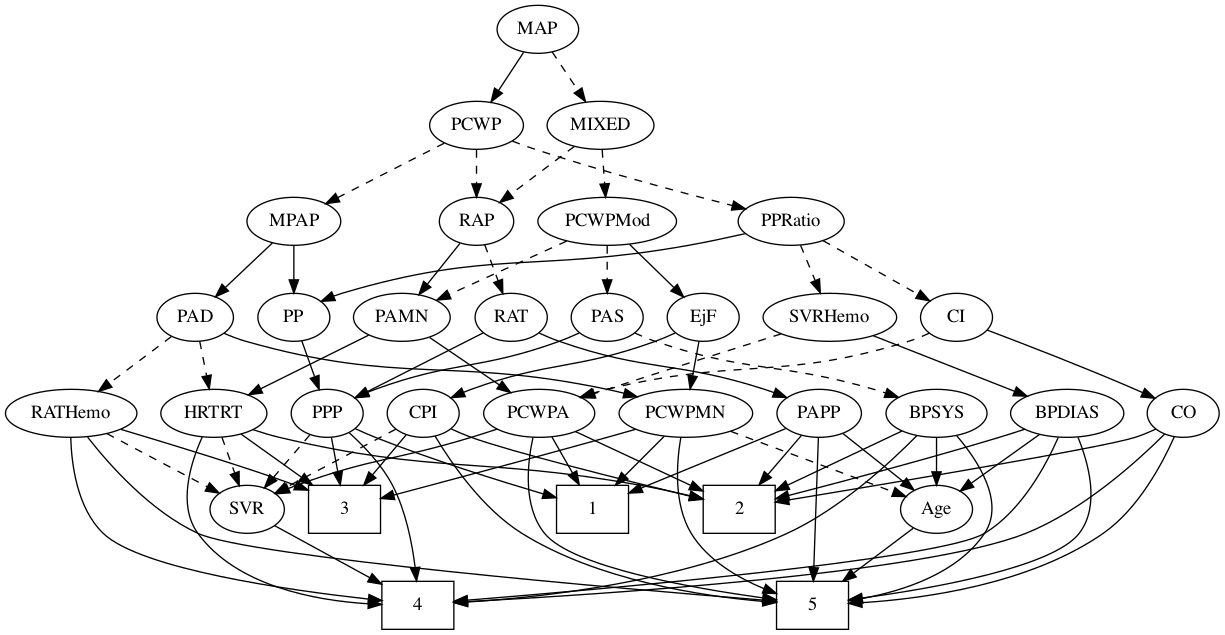 MAP
PCWP
MIXED
MPAP
RAP
PCWPMod
PPRatio
PAD
PP
PAMN
RAT
PAS
EjF
SVRHemo
CI
RATHemo
HRTRT
PPP
CPI
PCWPA
PCWPMN
PAPP
BPSYS
BPDIAS
CO
SVR
3
1
2
Age
4
5